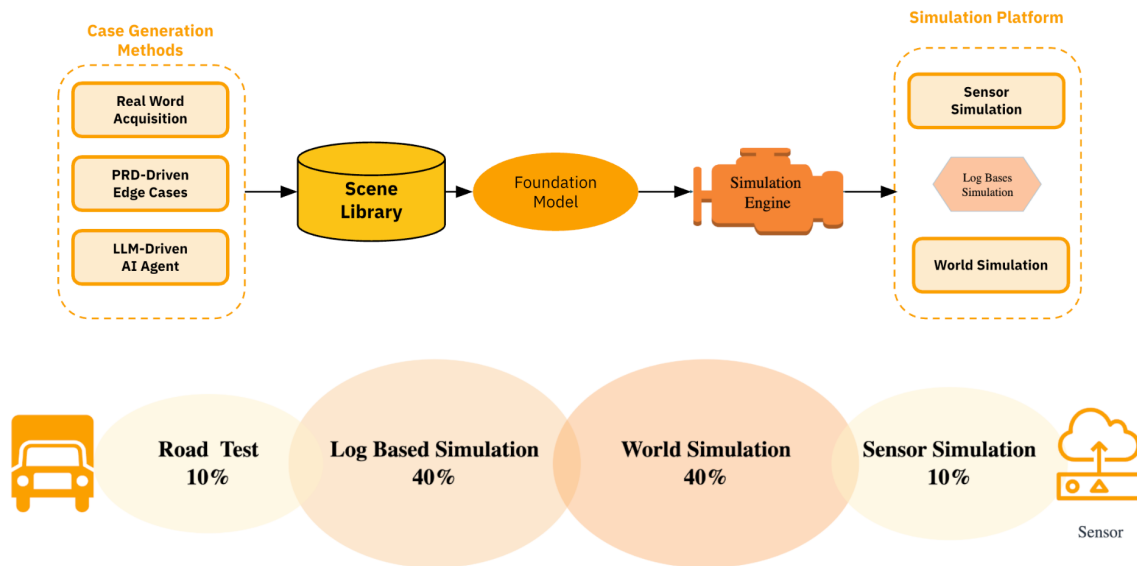 Case Generation
Methods
Real Word
Acquisition
PRD-Driven
Edge Cases
LLM-Driven
AI Agent
Scene
Library
Foundation
Model
Simulation
Engine
Simulation Platform
Sensor
Simulation
Log Bases
Simulation
World Simulation
Road Test
10%
Log Based Simulation
40%
World Simulation
40%
Sensor Simulation
10%
Sensor